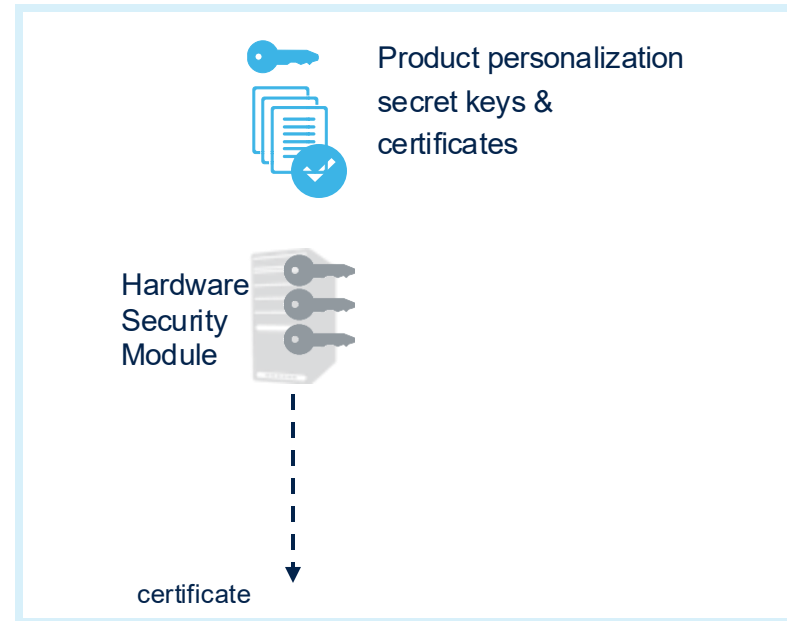 Product personalization
secret keys &
certificates
Hardware
Security
Module
certificate